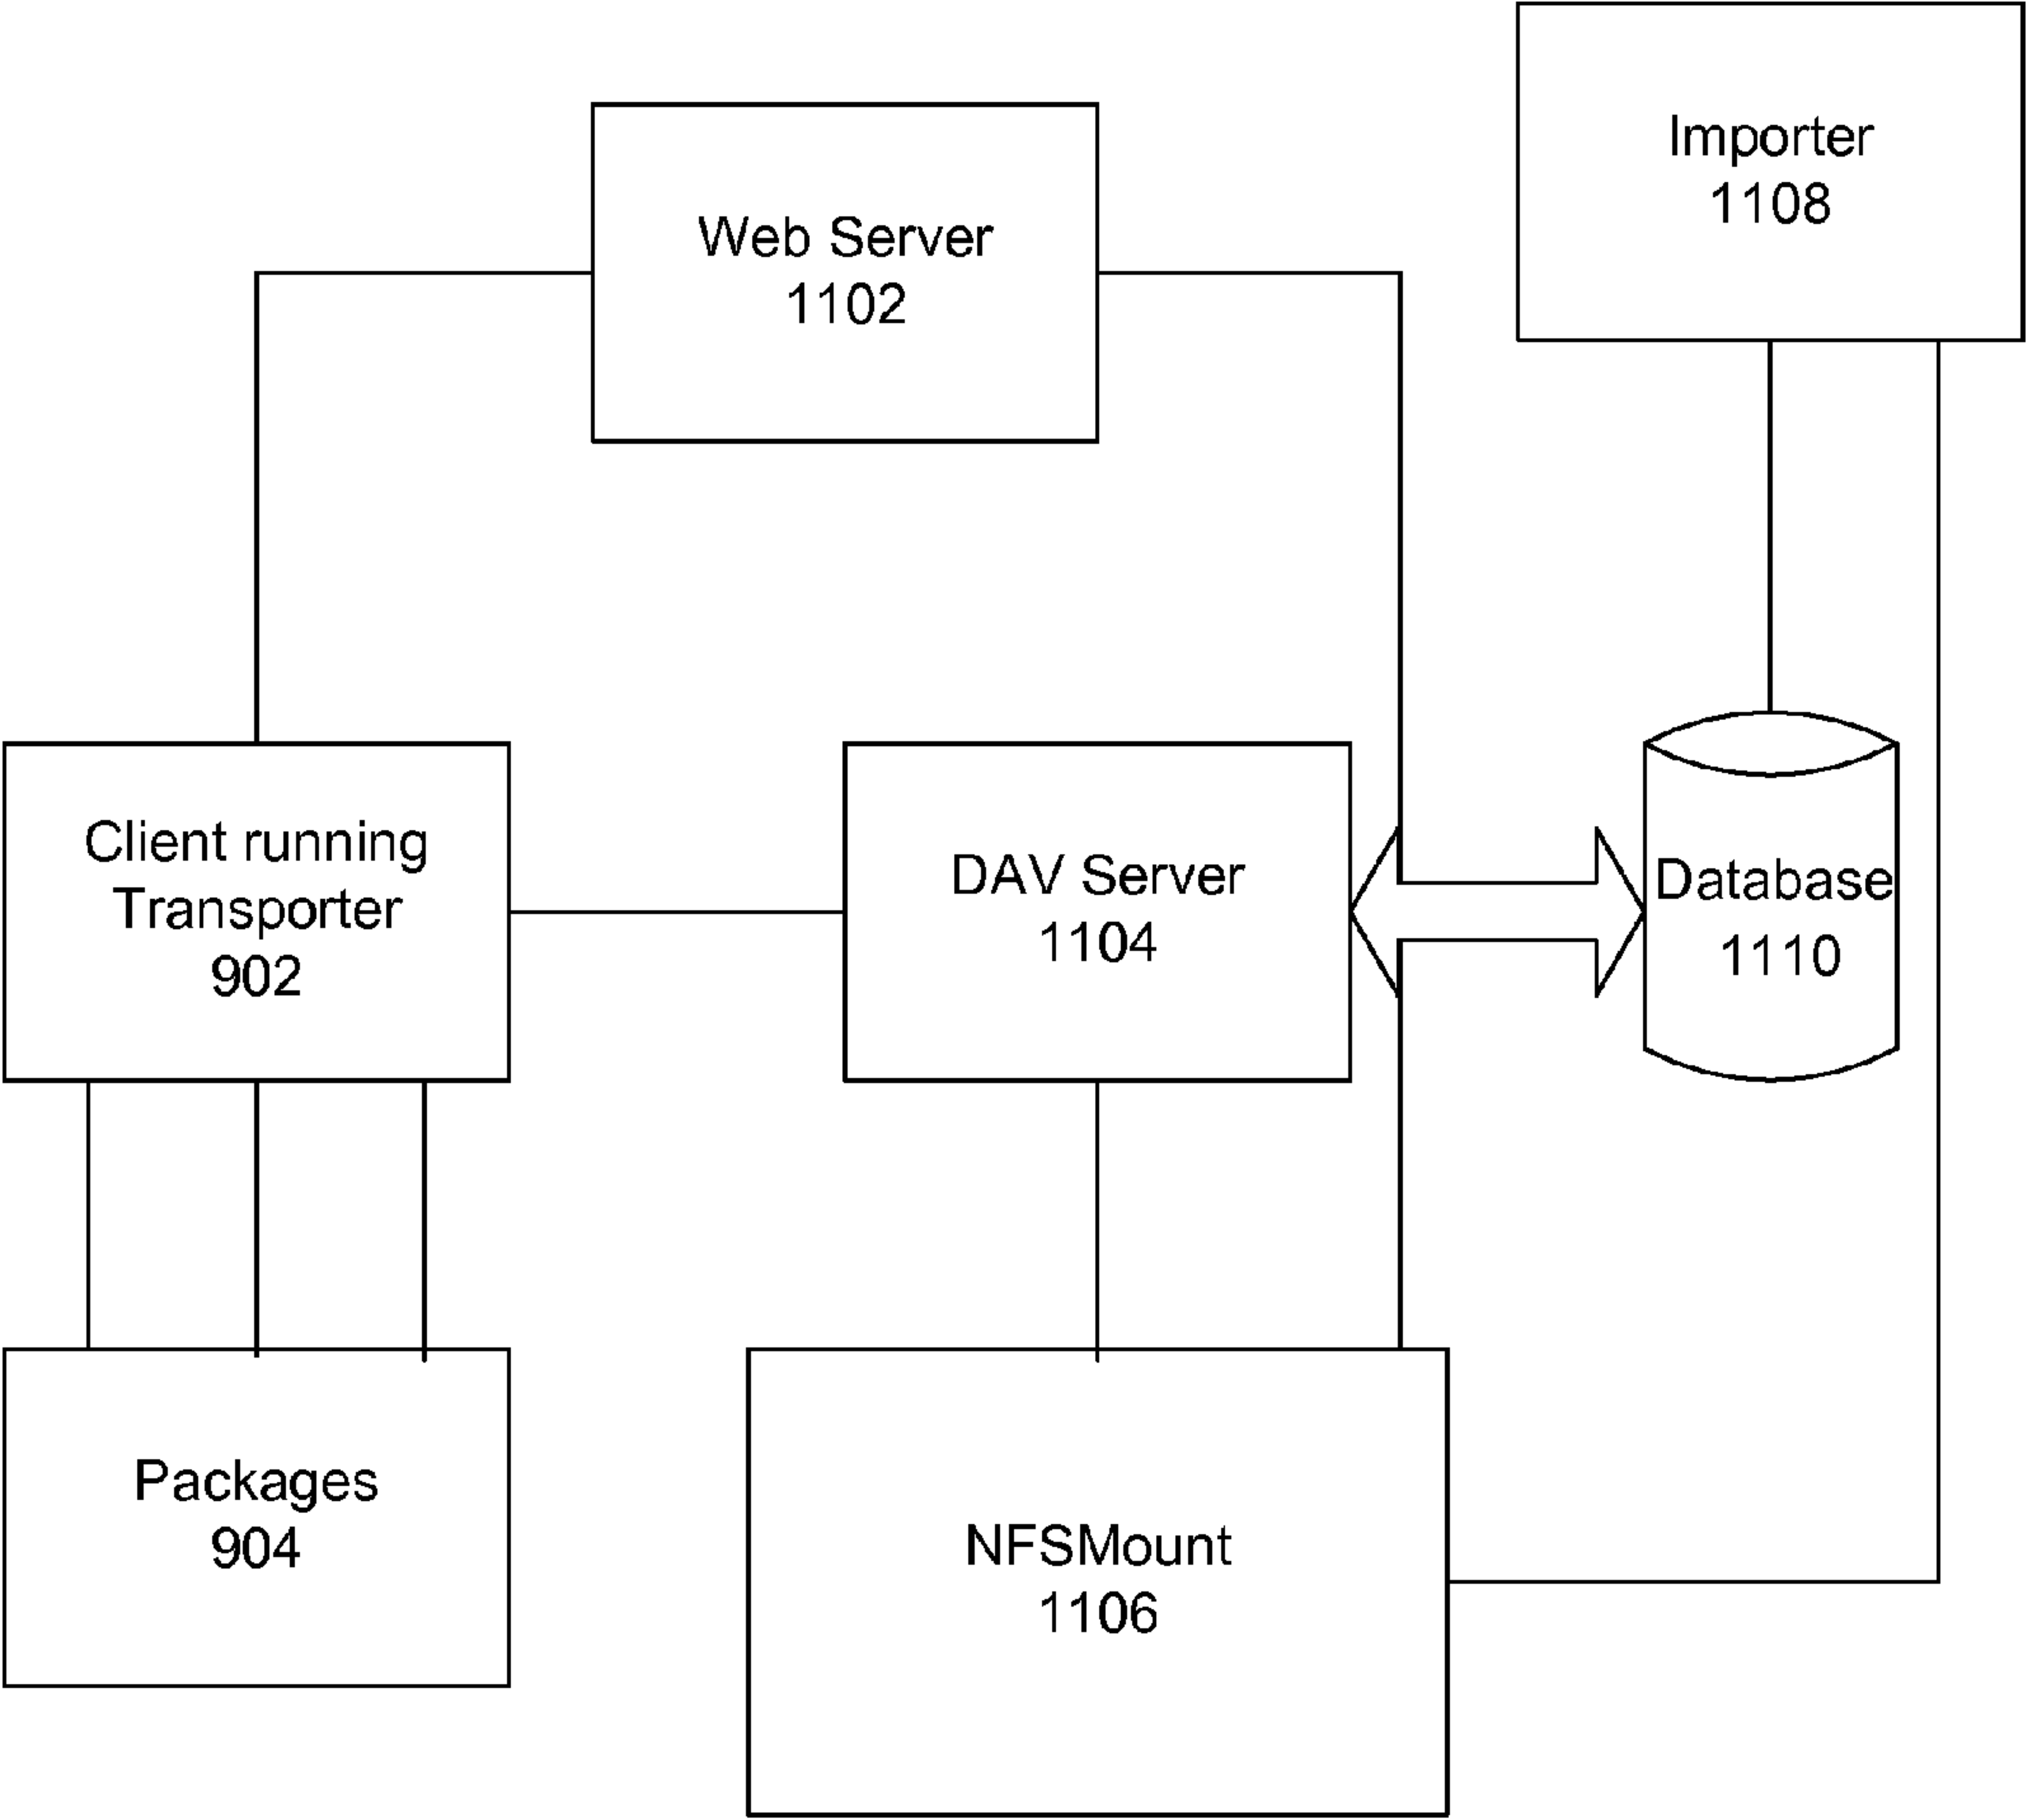 Importer
1108
Web Server
1102
Client running
Transporter
902
DAV Server
1104
Database
1110
Packages
904
NFSMount
1106